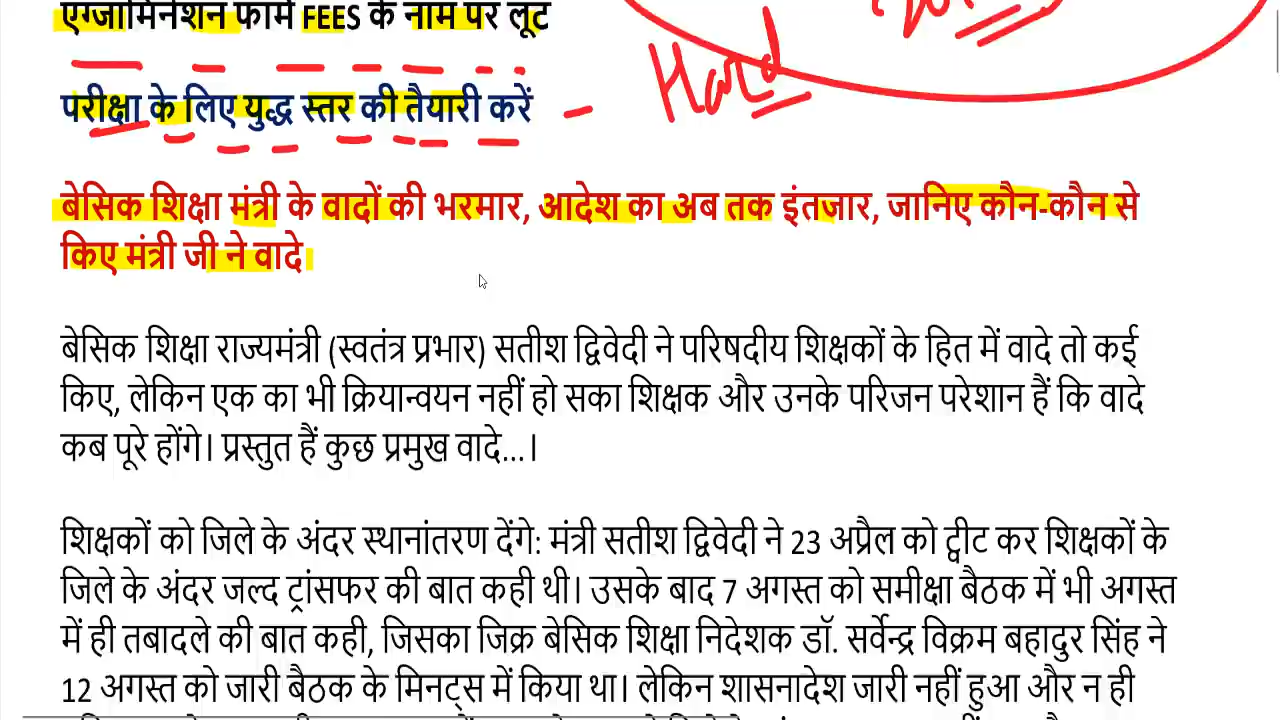 एग्जामिनेशन फार्म FEES के नाम पर लूट
Hard
परीक्षा के लिए युद्ध स्तर की तैयारी करें
बेसिक शिक्षा मंत्री के वादों की भरमार, आदेश का अब तक इंतजार, जानिए कौन-कौन से
किए मंत्री जी ने वादे
बेसिक शिक्षा राज्यमंत्री (स्वतंत्र प्रभार) सतीश द्विवेदी ने परिषदीय शिक्षकों के हित में वादे तो कई
किए, लेकिन एक का भी क्रियान्वयन नहीं हो सका शिक्षक और उनके परिजन परेशान हैं कि वादे
कब पूरे होंगे। प्रस्तुत हैं कुछ प्रमुख वादे...।
शिक्षकों को जिले के अंदर स्थानांतरण देंगे: मंत्री सतीश द्विवेदी ने 23 अप्रैल को ट्वीट कर शिक्षकों के
जिले के अंदर जल्द ट्रांसफर की बात कही थी। उसके बाद 7 अगस्त को समीक्षा बैठक में भी अगस्त
में ही तबादले की बात कही, जिसका जिक्र बेसिक शिक्षा निदेशक डॉ. सर्वेन्द्र विक्रम बहादुर सिंह ने
12 अगस्त को जारी बैठक के मिनट्स में किया था। लेकिन शासनादेश जारी नहीं हुआ और न ही